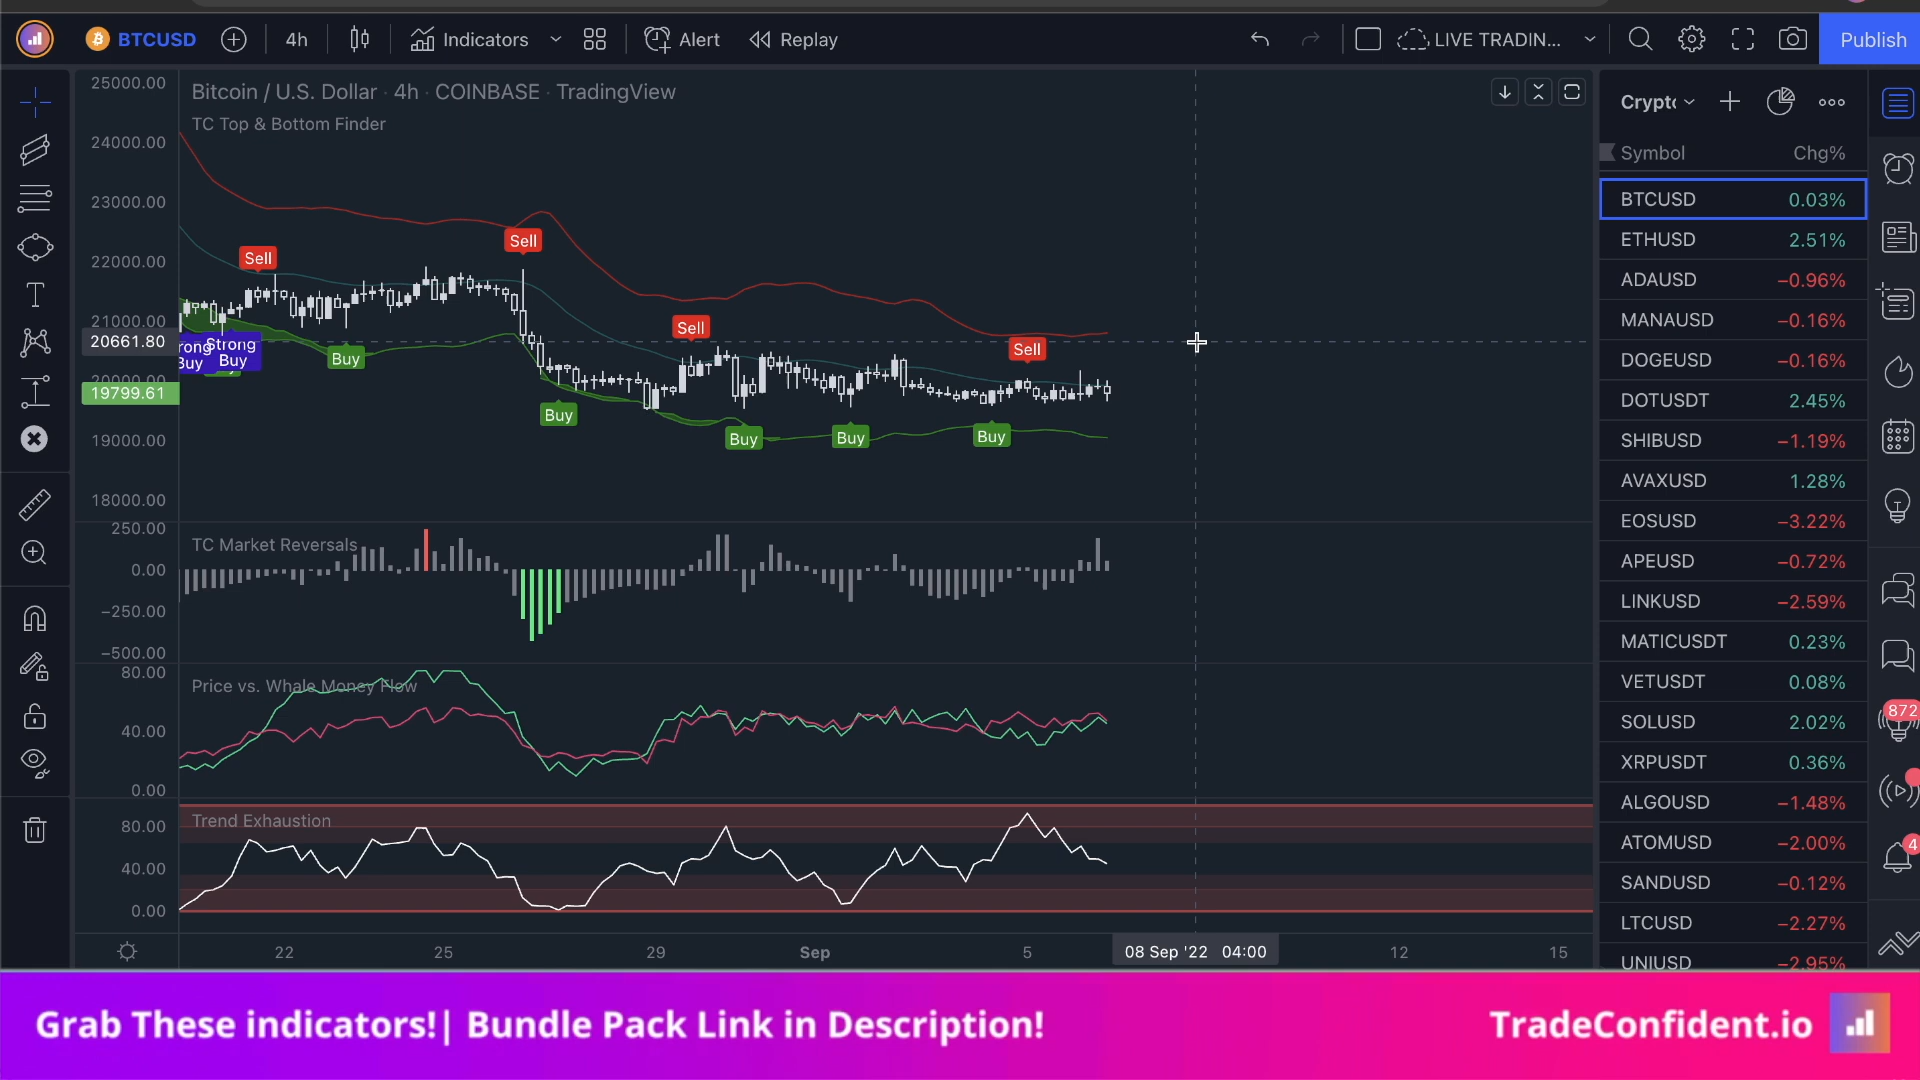 BTCUSD 4h Indicators Alert Replay LIVE TRADIN... Publish
Bitcoin / U.S. Dollar · 4h · COINBASE · TradingView
TC Top & Bottom Finder
25000.00
24000.00
23000.00
22000.00
21000.00
20661.80
20000.00
19799.61
19000.00
18000.00
Sell
Sell
Sell
Sell
Strong
Buy
rong
Buy
Buy
Buy
Buy
Buy
Buy
250.00
0.00
−250.00
−500.00
TC Market Reversals
80.00
40.00
0.00
Price vs. Whale Money Flow
80.00
40.00
0.00
Trend Exhaustion
22 25 29 Sep 5 08 Sep '22 04:00 12 15
Crypto
Symbol Chg%
BTCUSD 0.03%
ETHUSD 2.51%
ADAUSD −0.96%
MANAUSD −0.16%
DOGEUSD −0.16%
DOTUSDT 2.45%
SHIBUSD −1.19%
AVAXUSD 1.28%
EOSUSD −3.22%
APEUSD −0.72%
LINKUSD −2.59%
MATICUSDT 0.23%
VETUSDT 0.08%
SOLUSD 2.02%
XRPUSDT 0.36%
ALGOUSD −1.48%
ATOMUSD −2.00%
SANDUSD −0.12%
LTCUSD −2.27%
UNIUSD −2.95%
872
4
Grab These indicators!| Bundle Pack Link in Description!
TradeConfident.io